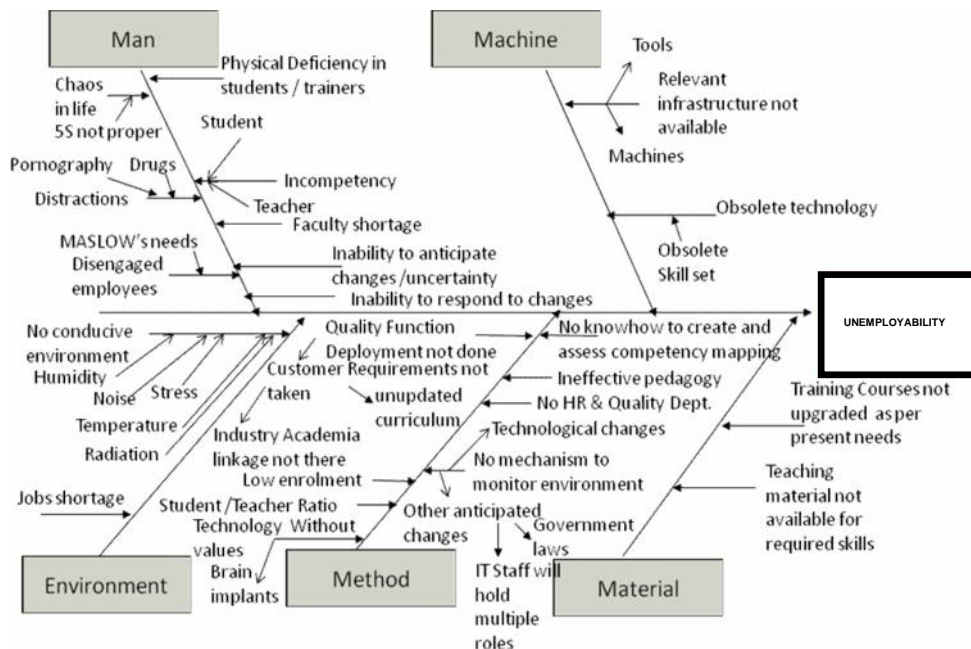 Man
Machine
Physical Deficiency in
students / trainers
Chaos
in life
5S not proper
Student
Pornography
Drugs
Distractions
Incompetency
Teacher
Faculty shortage
MASLOW's needs
Disengaged
employees
Inability to anticipate
changes /uncertainty
Inability to respond to changes
Tools
Relevant
infrastructure not
available
Machines
Obsolete technology
Obsolete
Skill set
UNEMPLOYABILITY
No conducive
environment
Humidity
Noise
Stress
Temperature
Radiation
Jobs shortage
Environment
Quality Function
Deployment not done
Customer Requirements not
taken
unupdated
curriculum
Industry Academia
linkage not there
Low enrolment
Student /Teacher Ratio
Technology Without
values
Brain
implants
Method
No knowhow to create and
assess competency mapping
Ineffective pedagogy
No HR & Quality Dept.
Technological changes
No mechanism to
monitor environment
Other anticipated
changes
Government
laws
IT Staff will
hold
multiple
roles
Training Courses not
upgraded as per
present needs
Teaching
material not
available for
required skills
Material